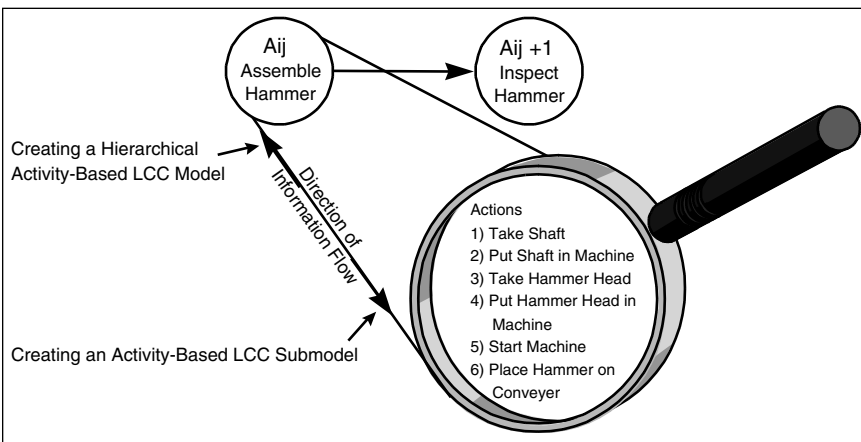 Aij
Assemble
Hammer
Aij +1
Inspect
Hammer
Creating a Hierarchical
Activity-Based LCC Model
Direction of
Information Flow
Actions
1) Take Shaft
2) Put Shaft in Machine
3) Take Hammer Head
4) Put Hammer Head in
Machine
5) Start Machine
6) Place Hammer on
Conveyer
Creating an Activity-Based LCC Submodel